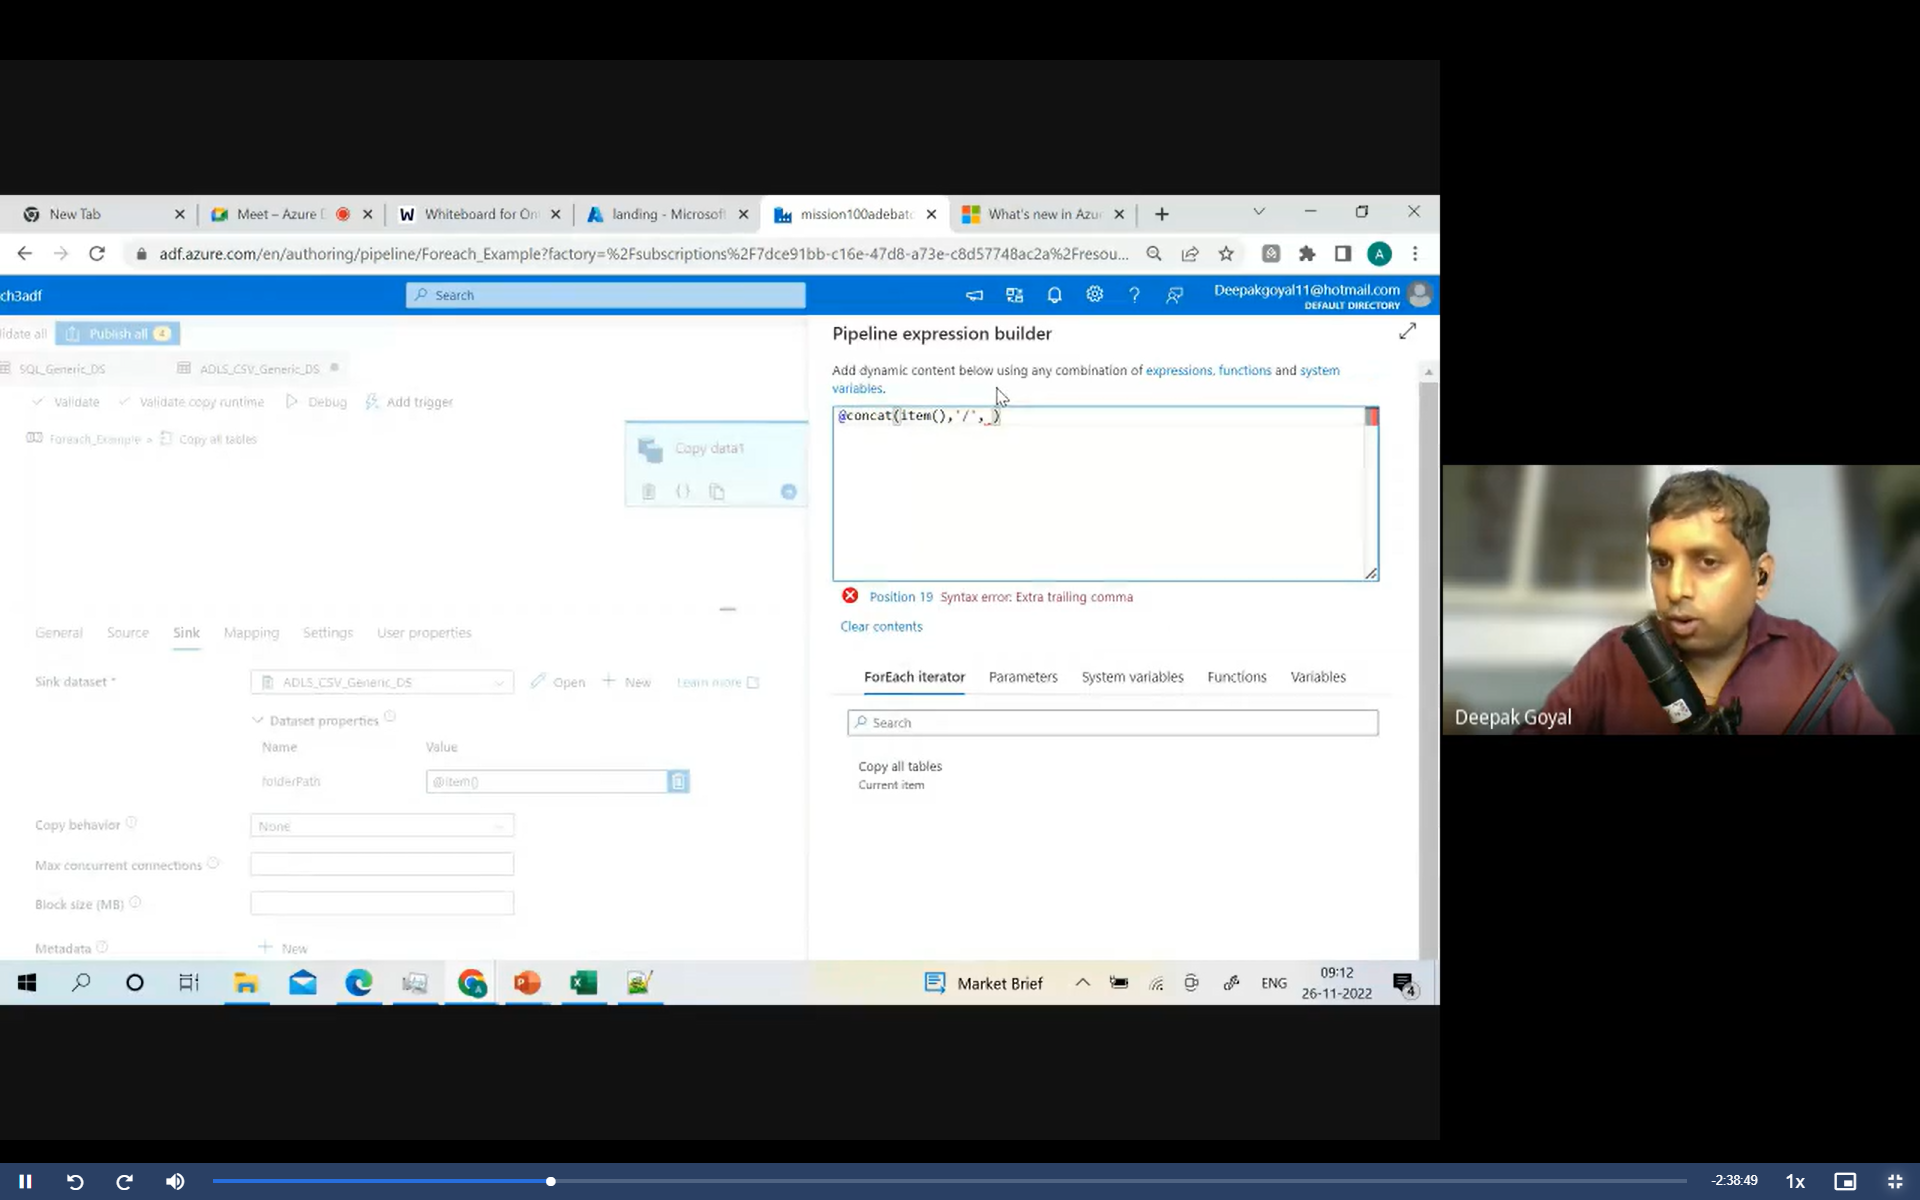 New Tab
Meet – Azure D
Whiteboard for On
landing - Microsof
mission100adebatc
What's new in Azu
adf.azure.com/en/authoring/pipeline/Foreach_Example?factory=%2Fsubscriptions%2F7dce91bb-c16e-47d8-a73e-c8d57748ac2a%2Fresou...
A
ch3adf
Search
Deepakgoyal11@hotmail.com
DEFAULT DIRECTORY
lidate all
Publish all 4
SQL_Generic_DS
ADLS_CSV_Generic_DS
Validate
Validate copy runtime
Debug
Add trigger
Foreach_Example
Copy all tables
Copy data1
General
Source
Sink
Mapping
Settings
User properties
Sink dataset *
ADLS_CSV_Generic_DS
Open
New
Learn more
Dataset properties
Name
Value
folderPath
@item()
Copy behavior
None
Max concurrent connections
Block size (MB)
Metadata
New
Pipeline expression builder
Add dynamic content below using any combination of expressions, functions and system
variables.
@concat(item(),'/', )
Position 19 Syntax error: Extra trailing comma
Clear contents
ForEach iterator
Parameters
System variables
Functions
Variables
Search
Copy all tables
Current item
Deepak Goyal
Market Brief
ENG
09:12
26-11-2022
4
-2:38:49
1x